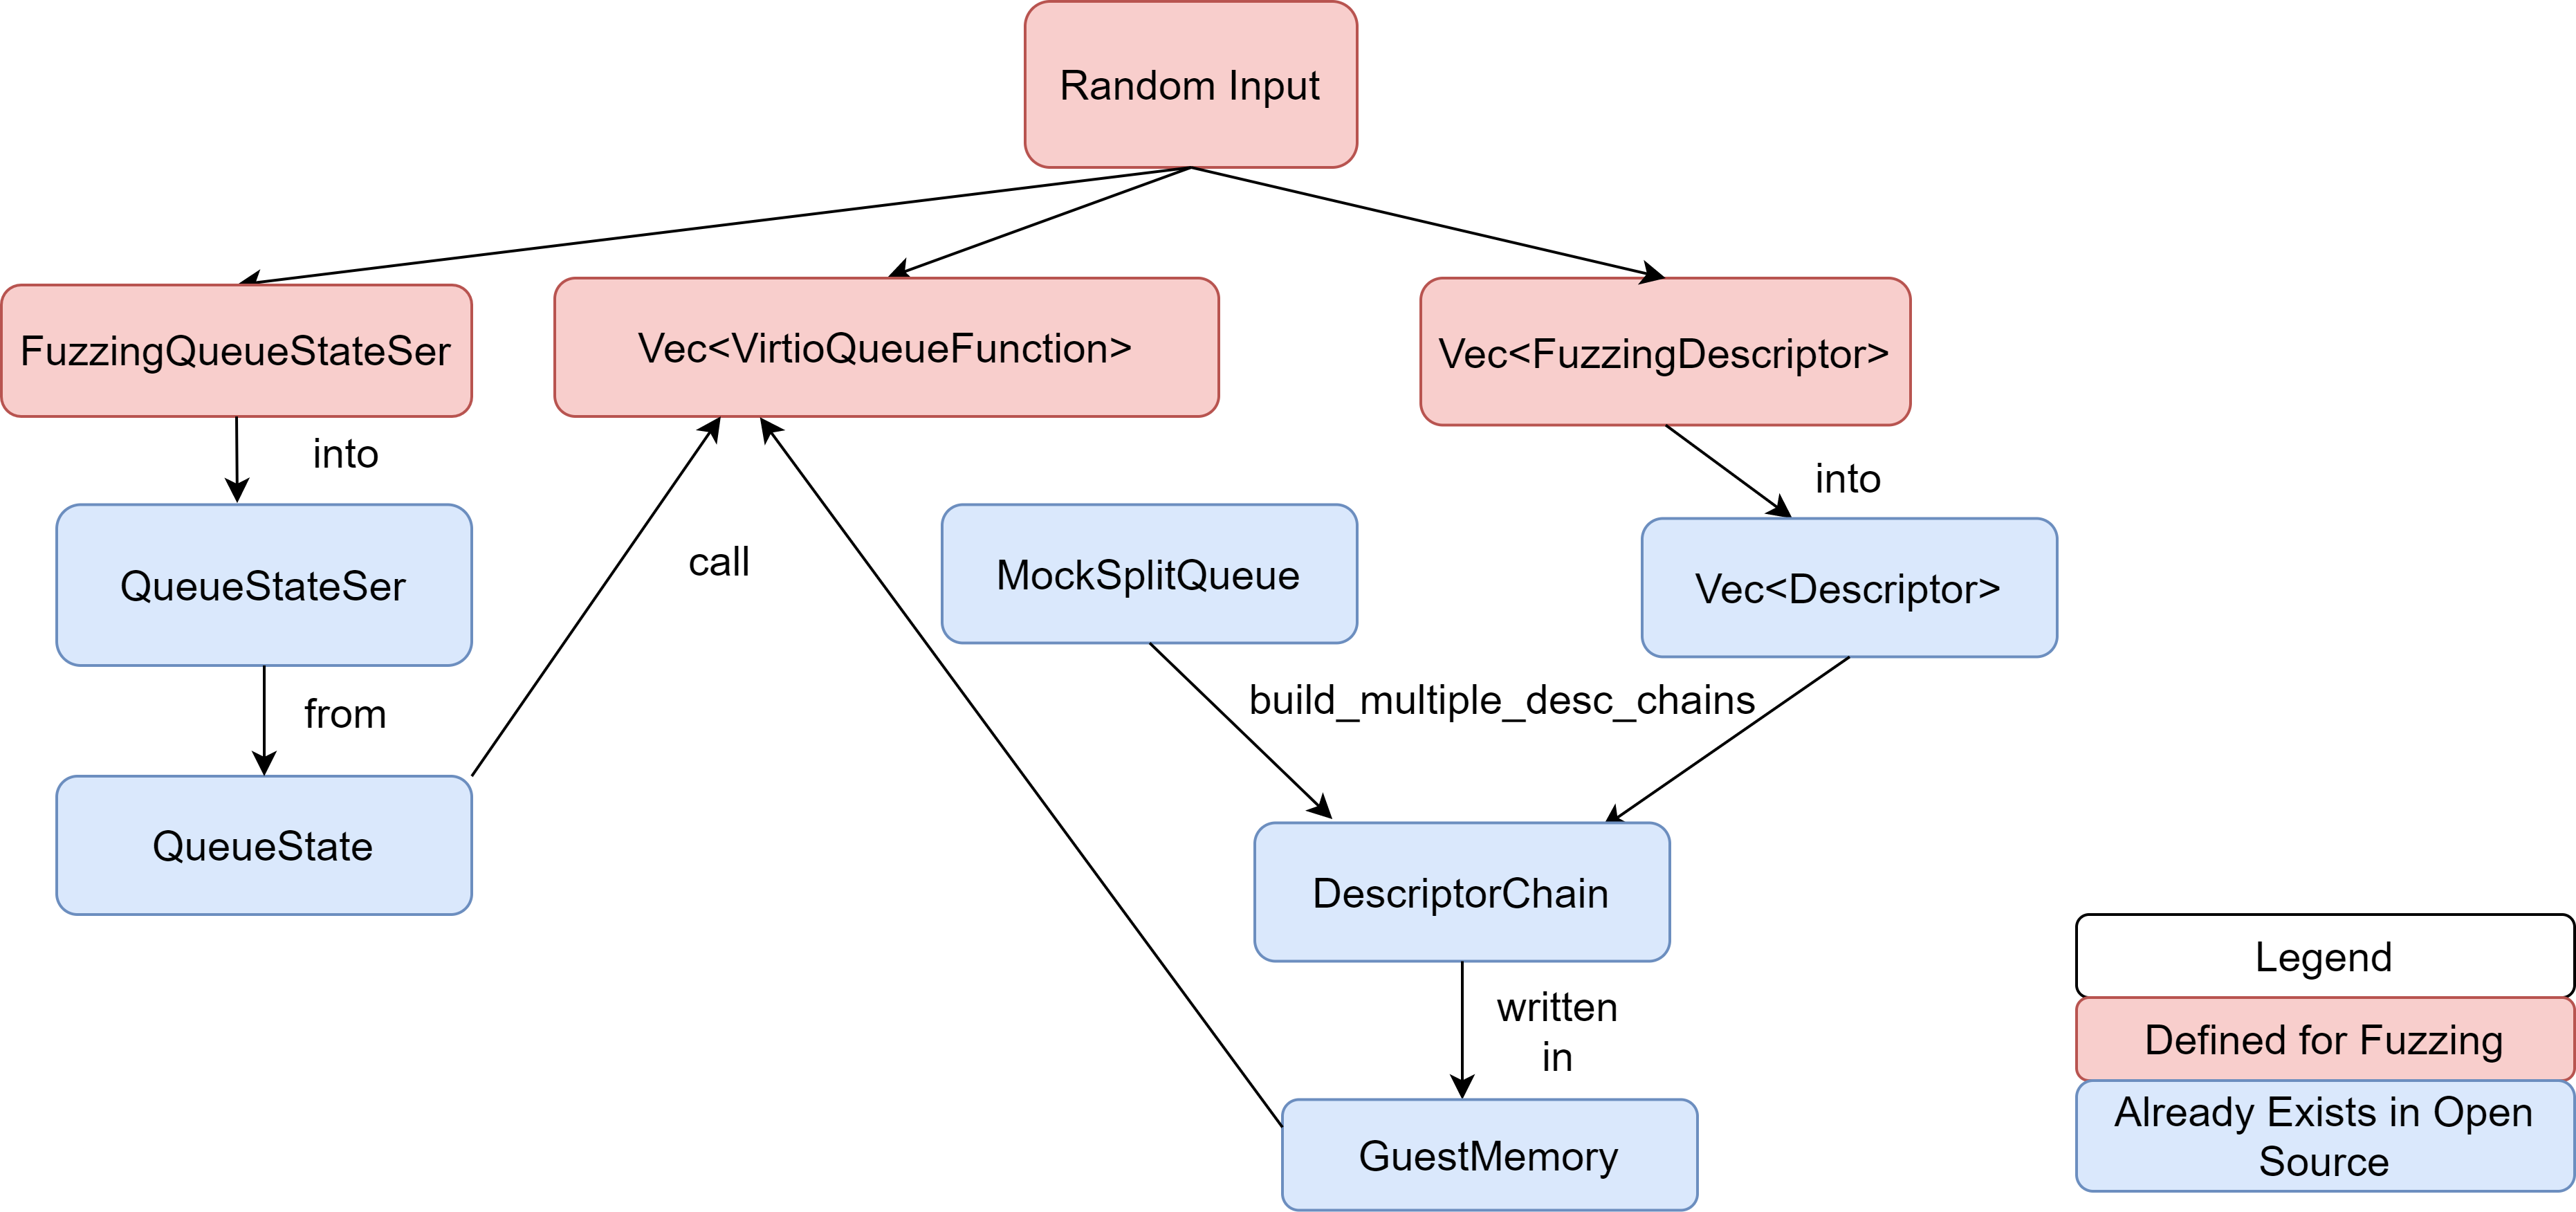 Random Input
FuzzingQueueStateSer
Vec<VirtioQueueFunction>
Vec<FuzzingDescriptor>
into
into
QueueStateSer
call
MockSplitQueue
Vec<Descriptor>
from
build_multiple_desc_chains
QueueState
DescriptorChain
written
in
GuestMemory
Legend
Defined for Fuzzing
Already Exists in Open
Source